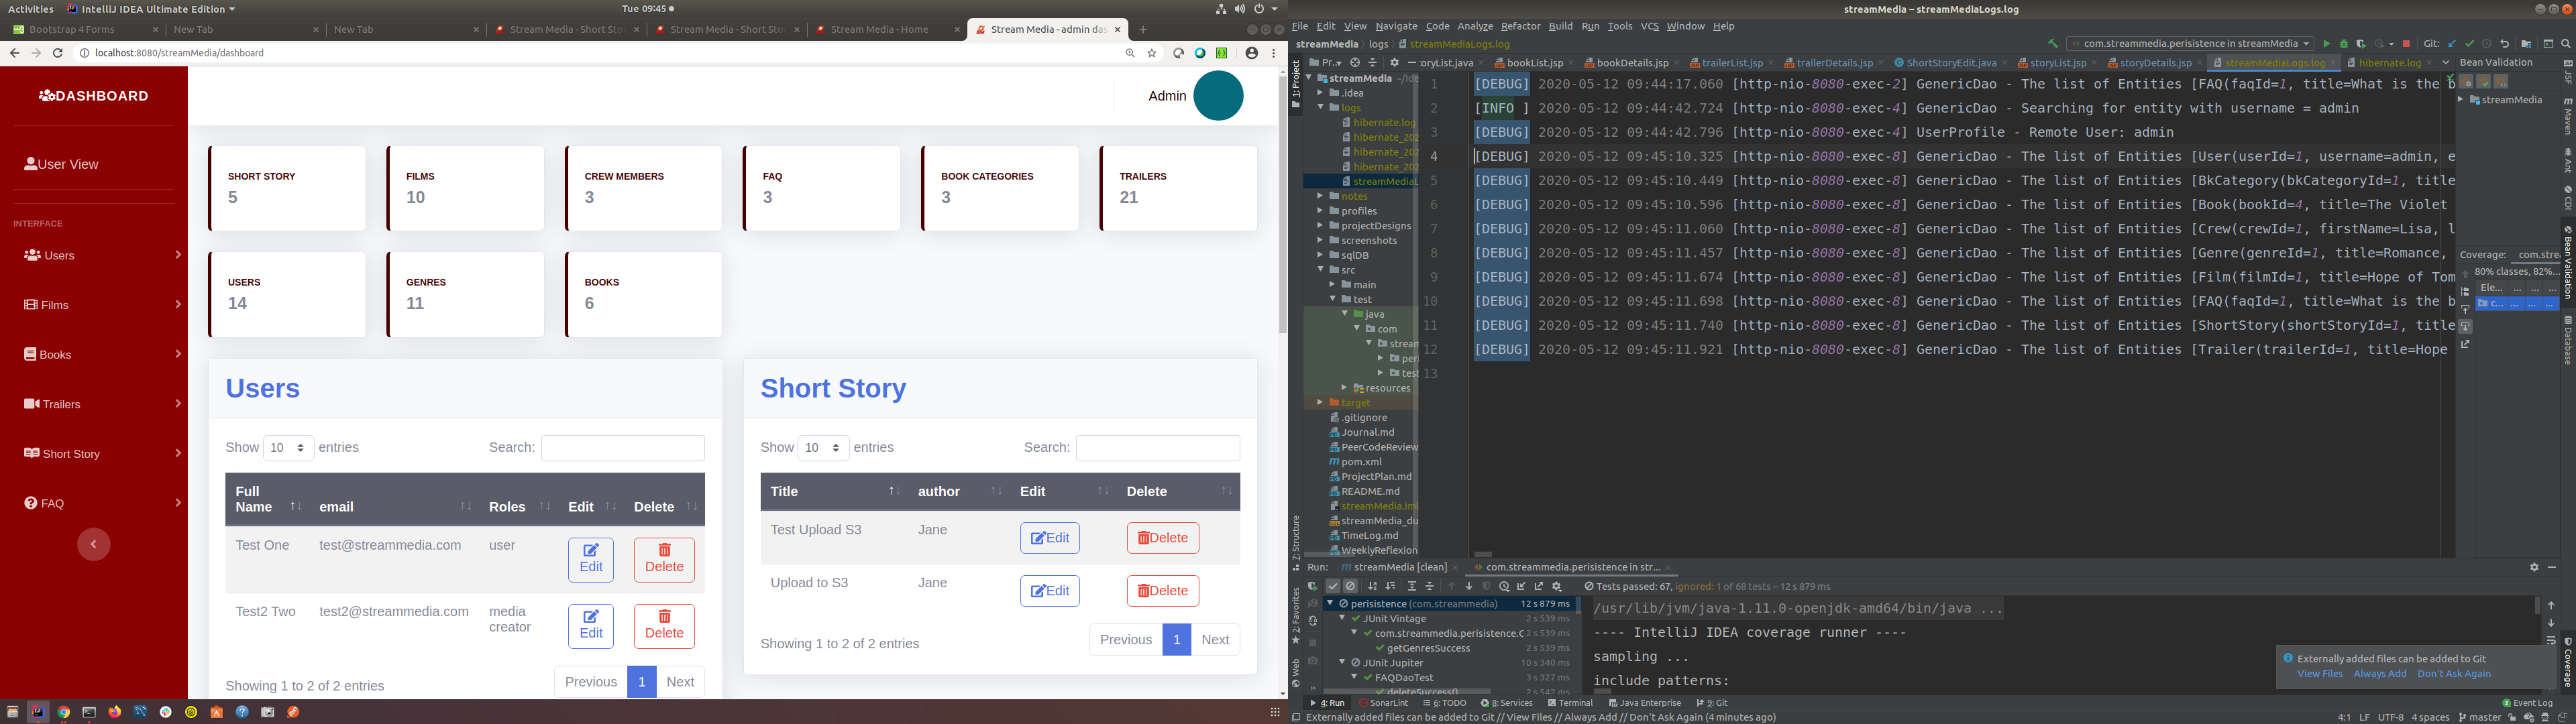 Activities IntelliJ IDEA Ultimate Edition Tue 09:45
Bootstrap 4 Forms New Tab New Tab Stream Media - Short Sto Stream Media - Short Sto Stream Media - Home Stream Media - admin das
localhost:8080/streamMedia/dashboard
DASHBOARD
User View
INTERFACE
Users
Films
Books
Trailers
Short Story
FAQ
Admin
SHORT STORY FILMS CREW MEMBERS FAQ BOOK CATEGORIES TRAILERS
5 10 3 3 3 21
USERS GENRES BOOKS
14 11 6
Users
Show 10 entries Search:
Full Name email Roles Edit Delete
Test One test@streammedia.com user Edit Delete
Test2 Two test2@streammedia.com media creator Edit Delete
Showing 1 to 2 of 2 entries Previous 1 Next
Short Story
Show 10 entries Search:
Title author Edit Delete
Test Upload S3 Jane Edit Delete
Upload to S3 Jane Edit Delete
Showing 1 to 2 of 2 entries Previous 1 Next
streamMedia – streamMediaLogs.log
File Edit View Navigate Code Analyze Refactor Build Run Tools VCS Window Help
streamMedia logs streamMediaLogs.log com.streammedia.perisistence in streamMedia Git:
1: Project
Pr...
toryList.java bookList.jsp bookDetails.jsp trailerList.jsp trailerDetails.jsp ShortStoryEdit.java storyList.jsp storyDetails.jsp streamMediaLogs.log hibernate.log
streamMedia
.idea
logs
hibernate.log
hibernate_202
hibernate_202
hibernate_202
streamMediaL
notes
profiles
projectDesigns
screenshots
sqlDB
src
main
test
java
com
stream
peri
test
resources
target
.gitignore
Journal.md
PeerCodeReview
pom.xml
ProjectPlan.md
README.md
streamMedia.iml
streamMedia_du
TimeLog.md
WeeklyReflexion
1 [DEBUG] 2020-05-12 09:44:17.060 [http-nio-8080-exec-2] GenericDao - The list of Entities [FAQ(faqId=1, title=What is the b
2 [INFO ] 2020-05-12 09:44:42.724 [http-nio-8080-exec-4] GenericDao - Searching for entity with username = admin
3 [DEBUG] 2020-05-12 09:44:42.796 [http-nio-8080-exec-4] UserProfile - Remote User: admin
4 [DEBUG] 2020-05-12 09:45:10.325 [http-nio-8080-exec-8] GenericDao - The list of Entities [User(userId=1, username=admin, e
5 [DEBUG] 2020-05-12 09:45:10.449 [http-nio-8080-exec-8] GenericDao - The list of Entities [BkCategory(bkCategoryId=1, title
6 [DEBUG] 2020-05-12 09:45:10.596 [http-nio-8080-exec-8] GenericDao - The list of Entities [Book(bookId=4, title=The Violet
7 [DEBUG] 2020-05-12 09:45:11.060 [http-nio-8080-exec-8] GenericDao - The list of Entities [Crew(crewId=1, firstName=Lisa, l
8 [DEBUG] 2020-05-12 09:45:11.457 [http-nio-8080-exec-8] GenericDao - The list of Entities [Genre(genreId=1, title=Romance,
9 [DEBUG] 2020-05-12 09:45:11.674 [http-nio-8080-exec-8] GenericDao - The list of Entities [Film(filmId=1, title=Hope of Tom
10 [DEBUG] 2020-05-12 09:45:11.698 [http-nio-8080-exec-8] GenericDao - The list of Entities [FAQ(faqId=1, title=What is the b
11 [DEBUG] 2020-05-12 09:45:11.740 [http-nio-8080-exec-8] GenericDao - The list of Entities [ShortStory(shortStoryId=1, title
12 [DEBUG] 2020-05-12 09:45:11.921 [http-nio-8080-exec-8] GenericDao - The list of Entities [Trailer(trailerId=1, title=Hope
13
Bean Validation
streamMedia
Coverage: com.strea
80% classes, 82%...
Ele... ... ... ...
c... ... ... ...
JSF
Maven
Ant
CDI
Bean Validation
Database
Coverage
7: Structure
2: Favorites
Web
Run: streamMedia [clean] com.streammedia.perisistence in str...
Tests passed: 67, ignored: 1 of 68 tests – 12 s 879 ms
perisistence (com.streammedia) 12 s 879 ms
JUnit Vintage 2 s 539 ms
com.streammedia.perisistence.G 2 s 539 ms
getGenresSuccess 2 s 539 ms
JUnit Jupiter 10 s 340 ms
FAQDaoTest 3 s 327 ms
deleteSuccess() 2 s 542 ms
/usr/lib/jvm/java-1.11.0-openjdk-amd64/bin/java ...
---- IntelliJ IDEA coverage runner ----
sampling ...
include patterns:
Externally added files can be added to Git
View Files Always Add Don't Ask Again
4: Run SonarLint 6: TODO 8: Services Terminal Java Enterprise 9: Git Event Log
Externally added files can be added to Git // View Files // Always Add // Don't Ask Again (4 minutes ago) 4:1 LF UTF-8 4 spaces master